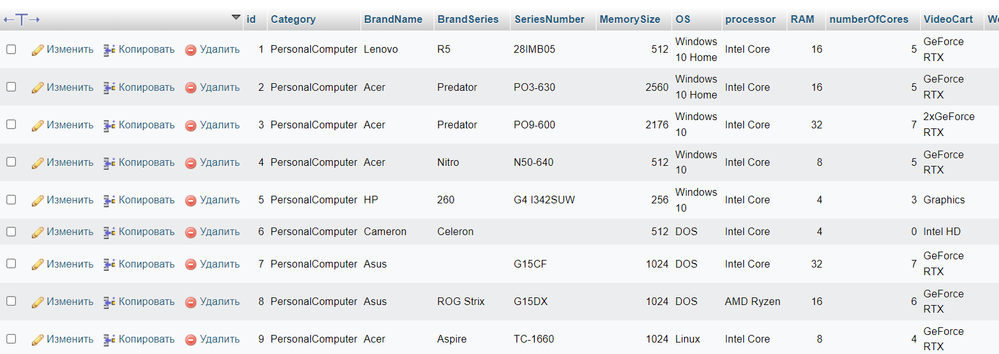 id Category BrandName BrandSeries SeriesNumber MemorySize OS processor RAM numberOfCores VideoCart We
Изменить Копировать Удалить 1 PersonalComputer Lenovo R5 28IMB05 512 Windows 10 Home Intel Core 16 5 GeForce RTX
Изменить Копировать Удалить 2 PersonalComputer Acer Predator PO3-630 2560 Windows 10 Home Intel Core 16 5 GeForce RTX
Изменить Копировать Удалить 3 PersonalComputer Acer Predator PO9-600 2176 Windows 10 Intel Core 32 7 2xGeForce RTX
Изменить Копировать Удалить 4 PersonalComputer Acer Nitro N50-640 512 Windows 10 Intel Core 8 5 GeForce RTX
Изменить Копировать Удалить 5 PersonalComputer HP 260 G4 I342SUW 256 Windows 10 Intel Core 4 3 Graphics
Изменить Копировать Удалить 6 PersonalComputer Cameron Celeron 512 DOS Intel Core 4 0 Intel HD
Изменить Копировать Удалить 7 PersonalComputer Asus G15CF 1024 DOS Intel Core 32 7 GeForce RTX
Изменить Копировать Удалить 8 PersonalComputer Asus ROG Strix G15DX 1024 DOS AMD Ryzen 16 6 GeForce RTX
Изменить Копировать Удалить 9 PersonalComputer Acer Aspire TC-1660 1024 Linux Intel Core 8 4 GeForce RTX